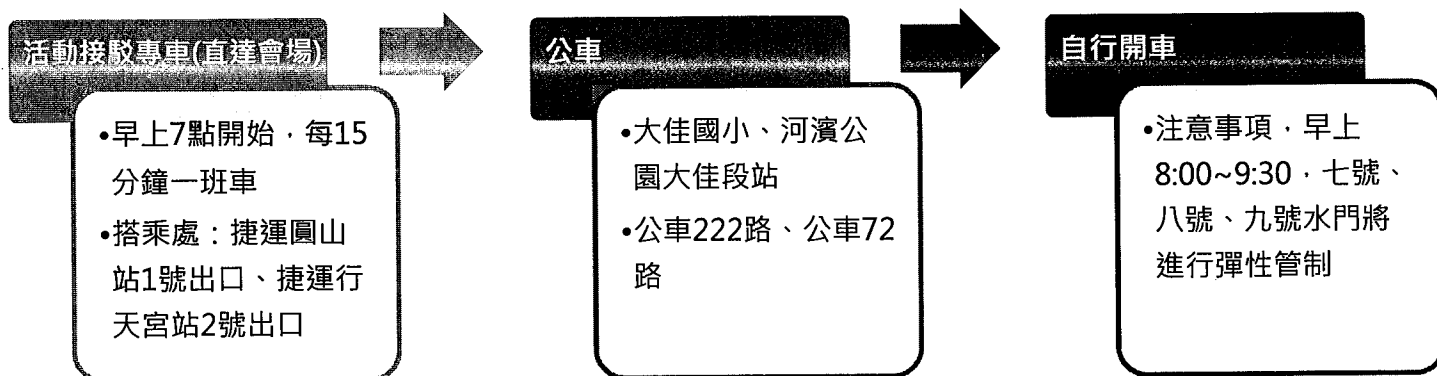 活動接駁專車(直達會場)
•早上7點開始，每15
分鐘一班車
•搭乘處：捷運圓山
站1號出口、捷運行
天宮站2號出口
公車
•大佳國小、河濱公
園大佳段站
•公車222路、公車72
路
自行開車
•注意事項，早上
8:00~9:30，七號、
八號、九號水門將
進行彈性管制